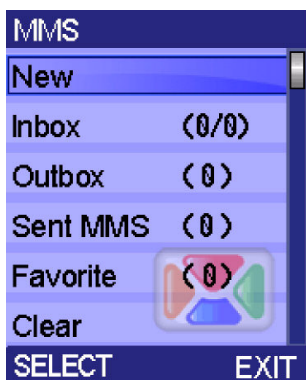 MMS
New
Inbox (0/0)
Outbox (0)
Sent MMS (0)
Favorite (0)
Clear
SELECT EXIT